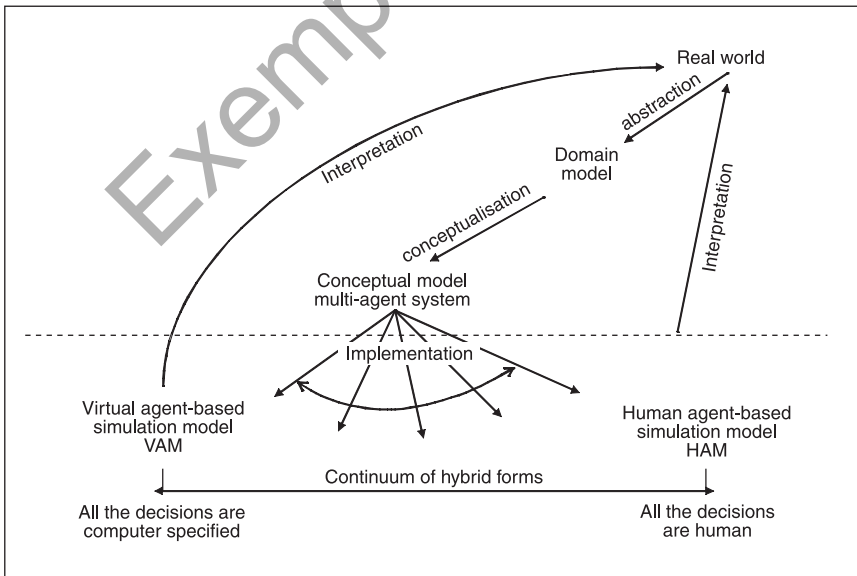 Exemp
Real world
abstraction
Interpretation
Domain
model
conceptualisation
Interpretation
Conceptual model
multi-agent system
Implementation
Virtual agent-based
simulation model
VAM
Human agent-based
simulation model
HAM
Continuum of hybrid forms
All the decisions are
computer specified
All the decisions
are human